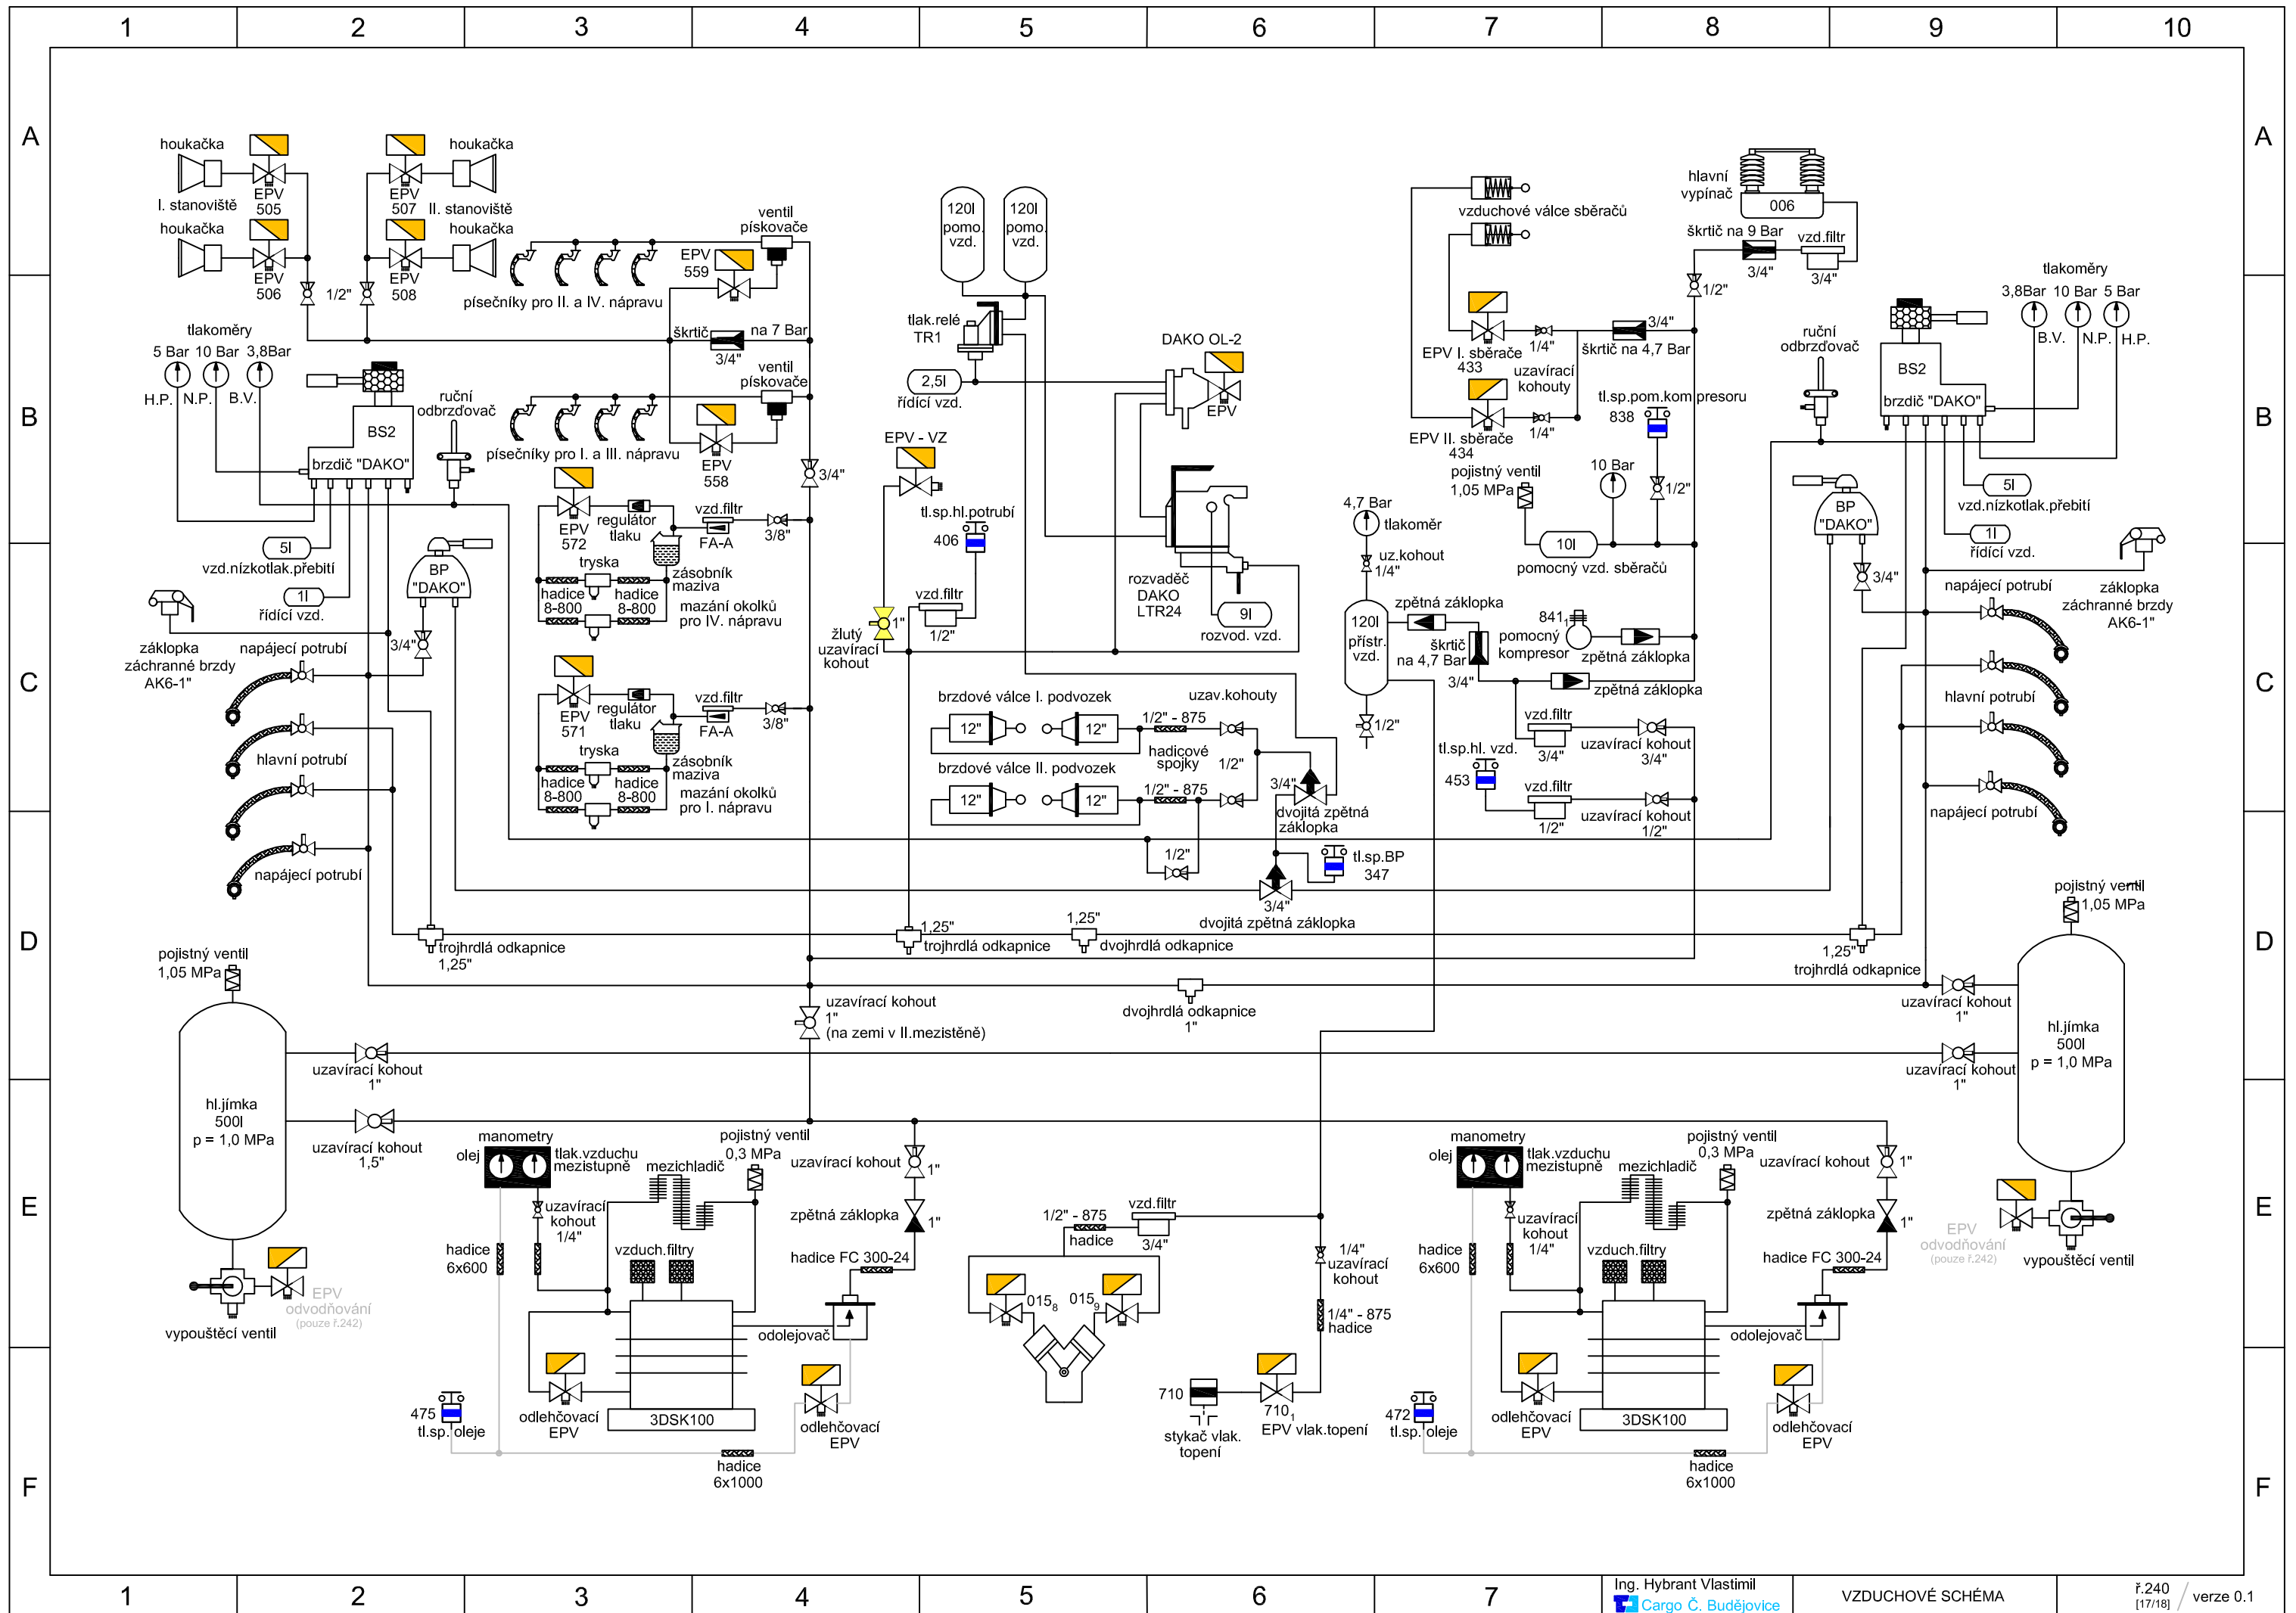 1 2 3 4 5 6 7 8 9 10
A
A
houkačka
EPV
505
I. stanoviště
houkačka
EPV
506
houkačka
EPV
507
II. stanoviště
houkačka
EPV
508
1/2"
písečníky pro II. a IV. nápravu
ventil
pískovače
EPV
559
škrtič
na 7 Bar
3/4"
ventil
pískovače
písečníky pro I. a III. nápravu
EPV
558
3/4"
120l
pomo.
vzd.
120l
pomo.
vzd.
tlak.relé
TR1
2,5l
řídící vzd.
DAKO OL-2
EPV
EPV - VZ
tl.sp.hl.potrubí
406
vzd.filtr
1/2"
žlutý
uzavírací
kohout
1"
rozvaděč
DAKO
LTR24
9l
rozvod. vzd.
vzduchové válce sběračů
hlavní
vypínač
006
škrtič na 9 Bar
3/4"
vzd.filtr
3/4"
1/2"
EPV I. sběrače
433
1/4"
3/4"
škrtič na 4,7 Bar
uzavírací
kohouty
EPV II. sběrače
434
1/4"
tl.sp.pom.kom presoru
838
1/2"
pojistný ventil
1,05 MPa
10 Bar
10l
pomocný vzd. sběračů
4,7 Bar
tlakoměr
uz.kohout
1/4"
120l
přístr.
vzd.
1/2"
zpětná záklopka
škrtič
na 4,7 Bar
3/4"
841₁
pomocný
kompresor
zpětná záklopka
zpětná záklopka
vzd.filtr
3/4"
uzavírací kohout
3/4"
tl.sp.hl. vzd.
453
vzd.filtr
1/2"
uzavírací kohout
1/2"
B
B
tlakoměry
5 Bar 10 Bar 3,8Bar
H.P. N.P. B.V.
BS2
brzdič "DAKO"
ruční
odbrzďovač
5l
vzd.nízkotlak.přebití
1l
řídící vzd.
BP
"DAKO"
3/4"
záklopka
záchranné brzdy
AK6-1"
napájecí potrubí
hlavní potrubí
napájecí potrubí
tlakoměry
3,8Bar 10 Bar 5 Bar
B.V. N.P. H.P.
ruční
odbrzďovač
BS2
brzdič "DAKO"
BP
"DAKO"
3/4"
5l
vzd.nízkotlak.přebití
1l
řídící vzd.
napájecí potrubí
záklopka
záchranné brzdy
AK6-1"
hlavní potrubí
napájecí potrubí
C
C
EPV
572
regulátor
tlaku
vzd.filtr
FA-A
3/8"
tryska
zásobník
maziva
hadice
8-800
hadice
8-800
mazání okolků
pro IV. nápravu
EPV
571
regulátor
tlaku
vzd.filtr
FA-A
3/8"
tryska
zásobník
maziva
hadice
8-800
hadice
8-800
mazání okolků
pro I. nápravu
brzdové válce I. podvozek
12" 12"
1/2" - 875
uzav.kohouty
hadicové
spojky
1/2"
brzdové válce II. podvozek
12" 12"
1/2" - 875
3/4"
dvojitá zpětná
záklopka
1/2"
tl.sp.BP
347
3/4"
dvojitá zpětná záklopka
D
D
trojhrdlá odkapnice
1,25"
1,25"
trojhrdlá odkapnice
1,25"
dvojhrdlá odkapnice
1,25"
trojhrdlá odkapnice
pojistný ventil
1,05 MPa
pojistný ventil
1,05 MPa
uzavírací kohout
1"
(na zemi v II.mezistěně)
dvojhrdlá odkapnice
1"
uzavírací kohout
1"
uzavírací kohout
1"
uzavírací kohout
1"
hl.jímka
500l
p = 1,0 MPa
hl.jímka
500l
p = 1,0 MPa
uzavírací kohout
1,5"
E
E
EPV
odvodňování
(pouze ř.242)
vypouštěcí ventil
manometry
olej
tlak.vzduchu
mezistupně
mezichladič
pojistný ventil
0,3 MPa
uzavírací kohout
1"
uzavírací
kohout
1/4"
zpětná záklopka
1"
hadice
6x600
vzduch.filtry
hadice FC 300-24
odolejovač
1/2" - 875
hadice
vzd.filtr
3/4"
015₈ 015₉
1/4"
uzavírací
kohout
1/4" - 875
hadice
manometry
olej
tlak.vzduchu
mezistupně
mezichladič
pojistný ventil
0,3 MPa
uzavírací kohout
1"
uzavírací
kohout
1/4"
zpětná záklopka
1"
hadice
6x600
vzduch.filtry
hadice FC 300-24
odolejovač
EPV
odvodňování
(pouze ř.242)
vypouštěcí ventil
F
F
475
tl.sp. oleje
odlehčovací
EPV
3DSK100
odlehčovací
EPV
hadice
6x1000
710
stykač vlak.
topení
710₁
EPV vlak.topení
472
tl.sp. oleje
odlehčovací
EPV
3DSK100
odlehčovací
EPV
hadice
6x1000
1 2 3 4 5 6 7
Ing. Hybrant Vlastimil
Cargo Č. Budějovice
VZDUCHOVÉ SCHÉMA
ř.240
[17/18]
verze 0.1